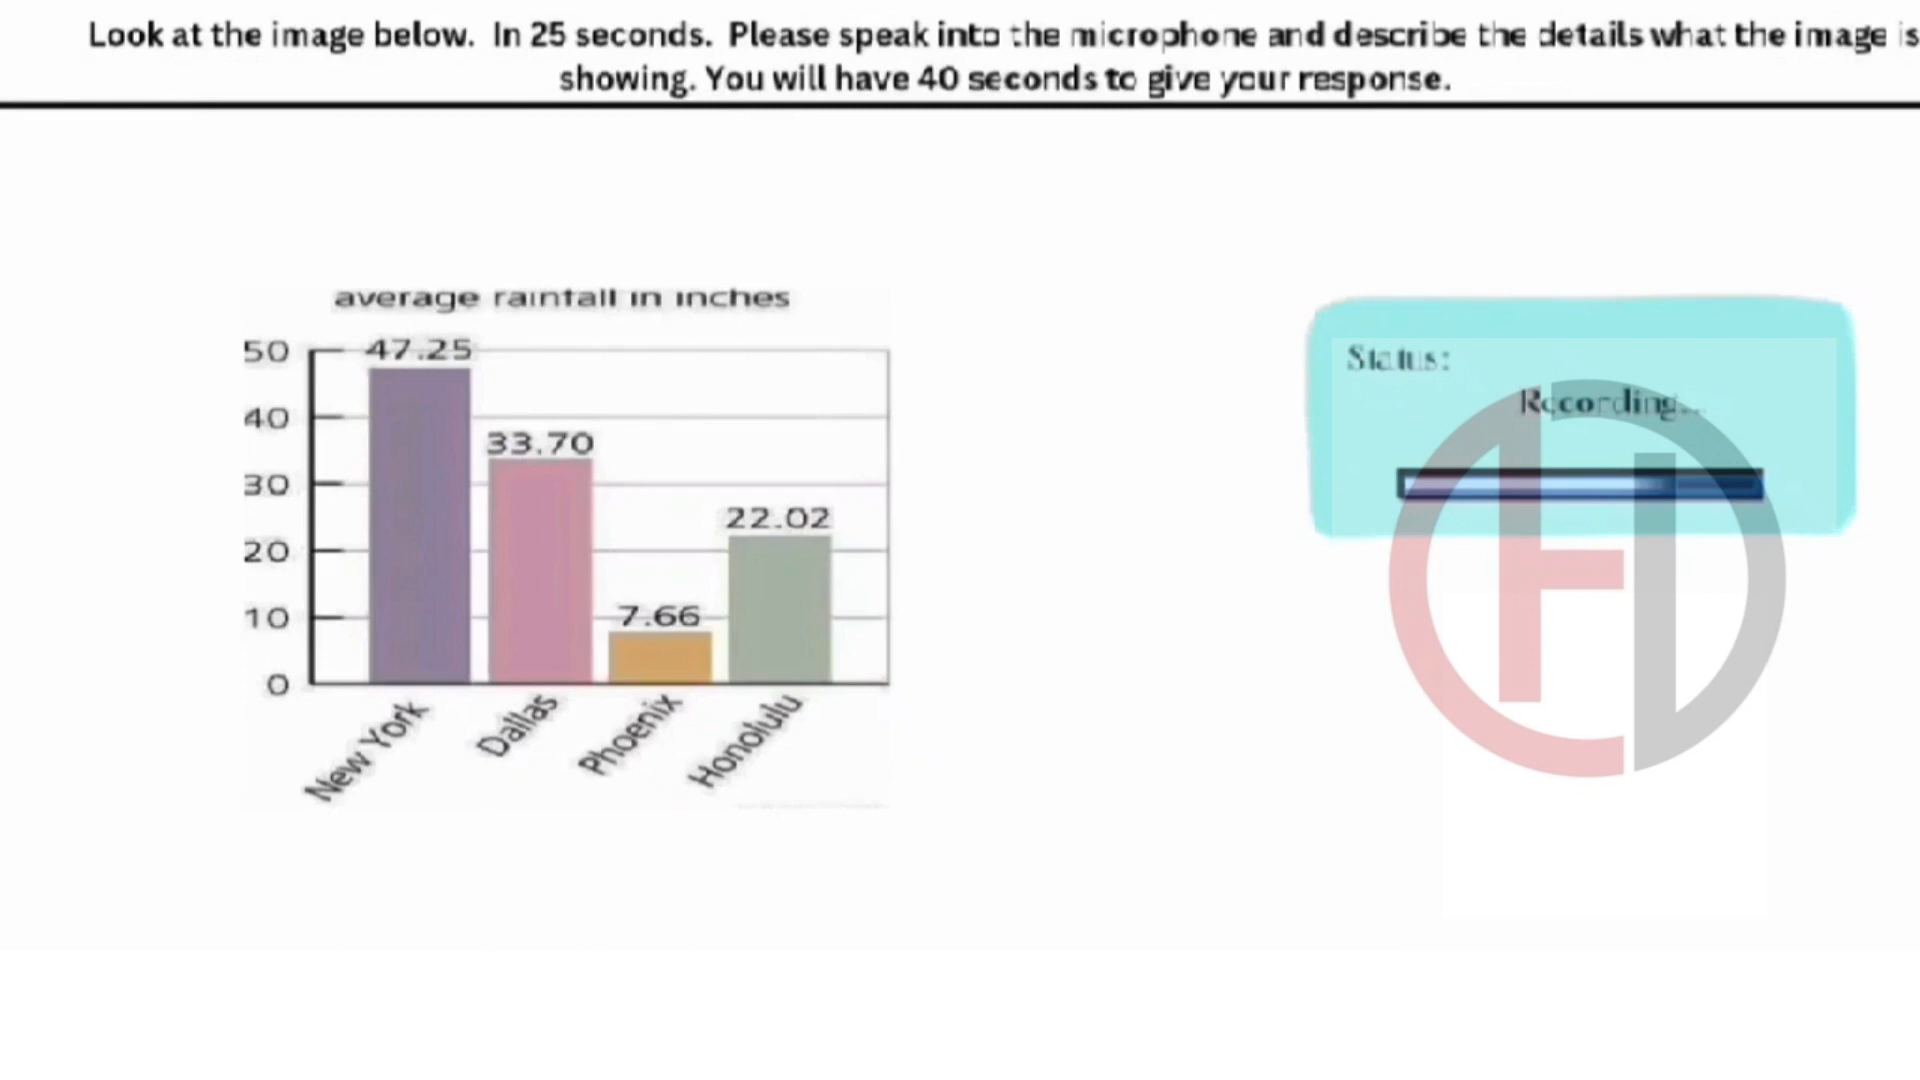 Look at the image below. In 25 seconds. Please speak into the microphone and describe the details what the image is
showing. You will have 40 seconds to give your response.
average rainfall in inches
50
40
30
20
10
0
47.25
33.70
7.66
22.02
New York
Dallas
Phoenix
Honolulu
Status:
Recording...